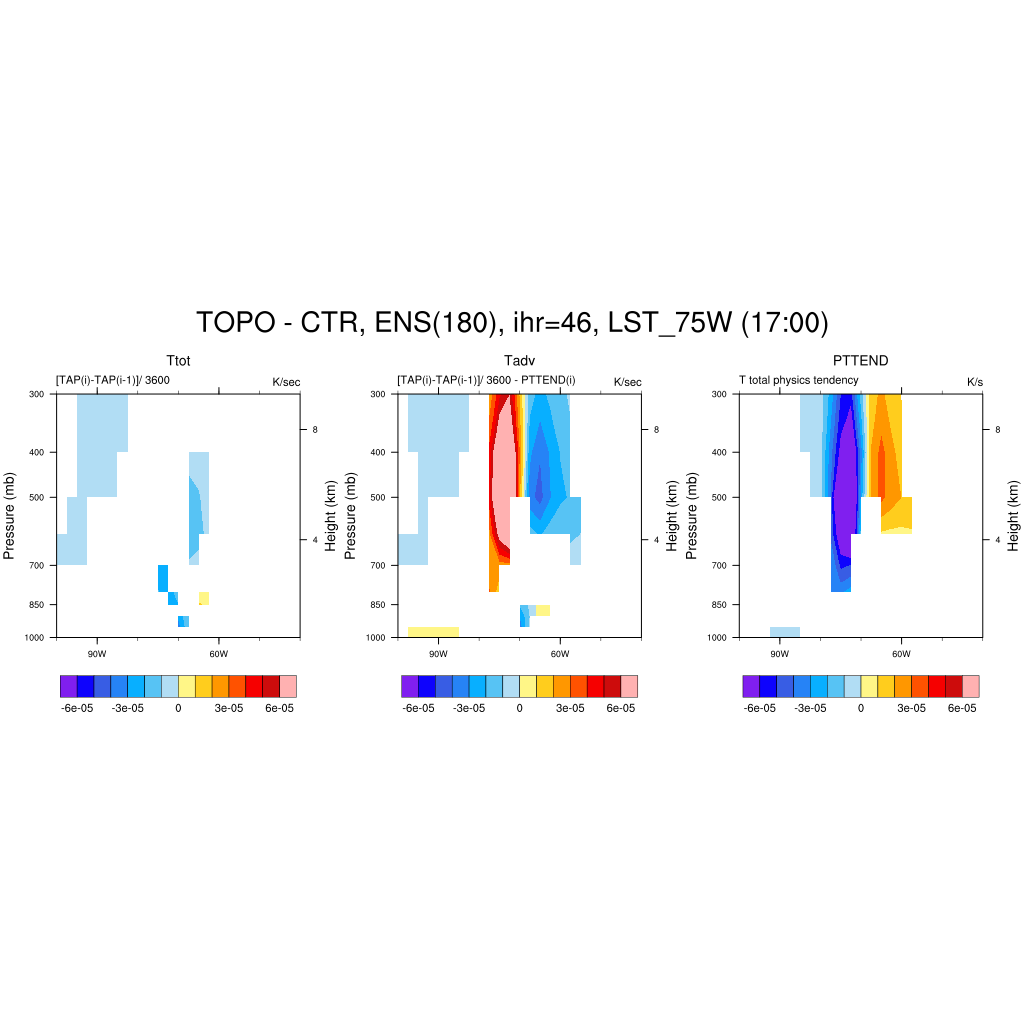 TOPO - CTR, ENS(180), ihr=46, LST_75W (17:00)
Ttot
[TAP(i)-TAP(i-1)]/ 3600 K/sec
Pressure (mb)
300
400
500
700
850
1000
90W 60W
8
4
Height (km)
-6e-05 -3e-05 0 3e-05 6e-05
Tadv
[TAP(i)-TAP(i-1)]/ 3600 - PTTEND(i) K/sec
Pressure (mb)
300
400
500
700
850
1000
90W 60W
8
4
Height (km)
-6e-05 -3e-05 0 3e-05 6e-05
PTTEND
T total physics tendency K/s
Pressure (mb)
300
400
500
700
850
1000
90W 60W
8
4
Height (km)
-6e-05 -3e-05 0 3e-05 6e-05